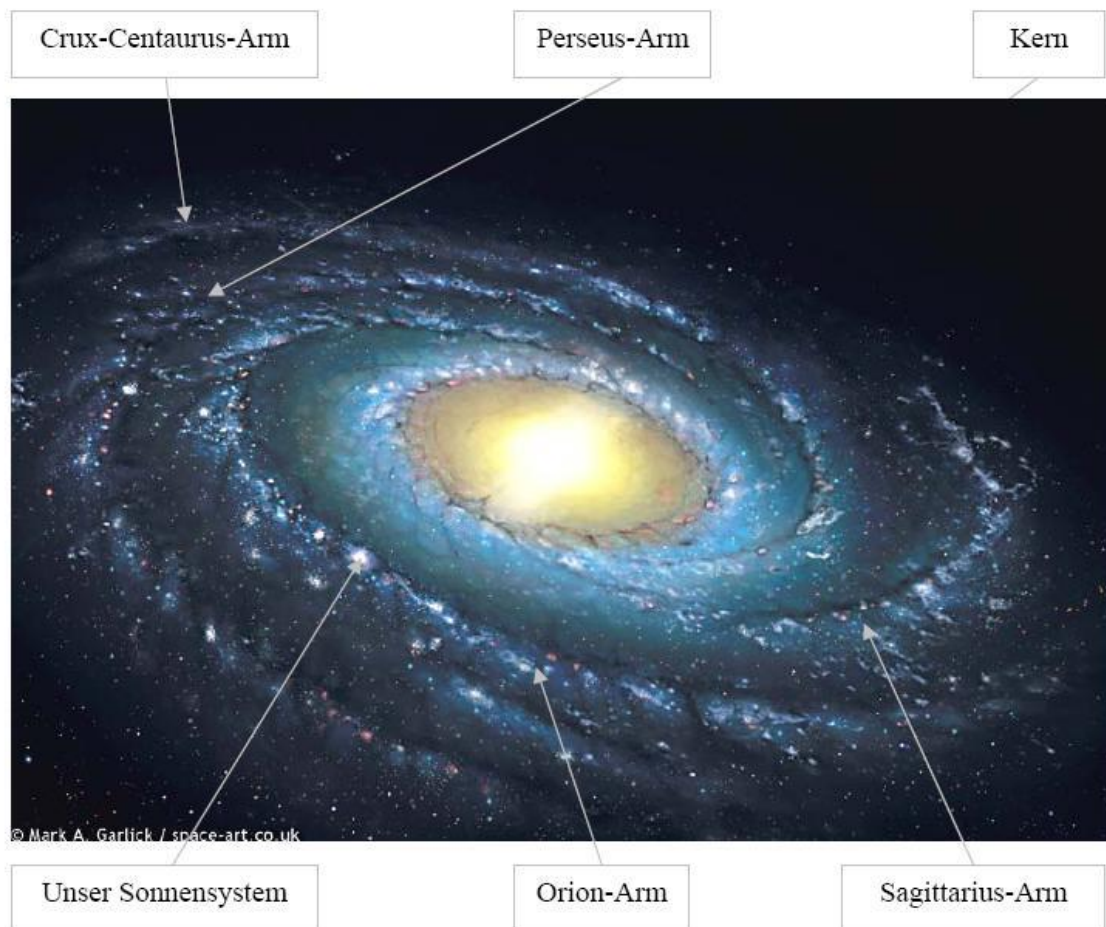 Crux-Centaurus-Arm
Perseus-Arm
Kern
© Mark A. Garlick / space-art.co.uk
Unser Sonnensystem
Orion-Arm
Sagittarius-Arm